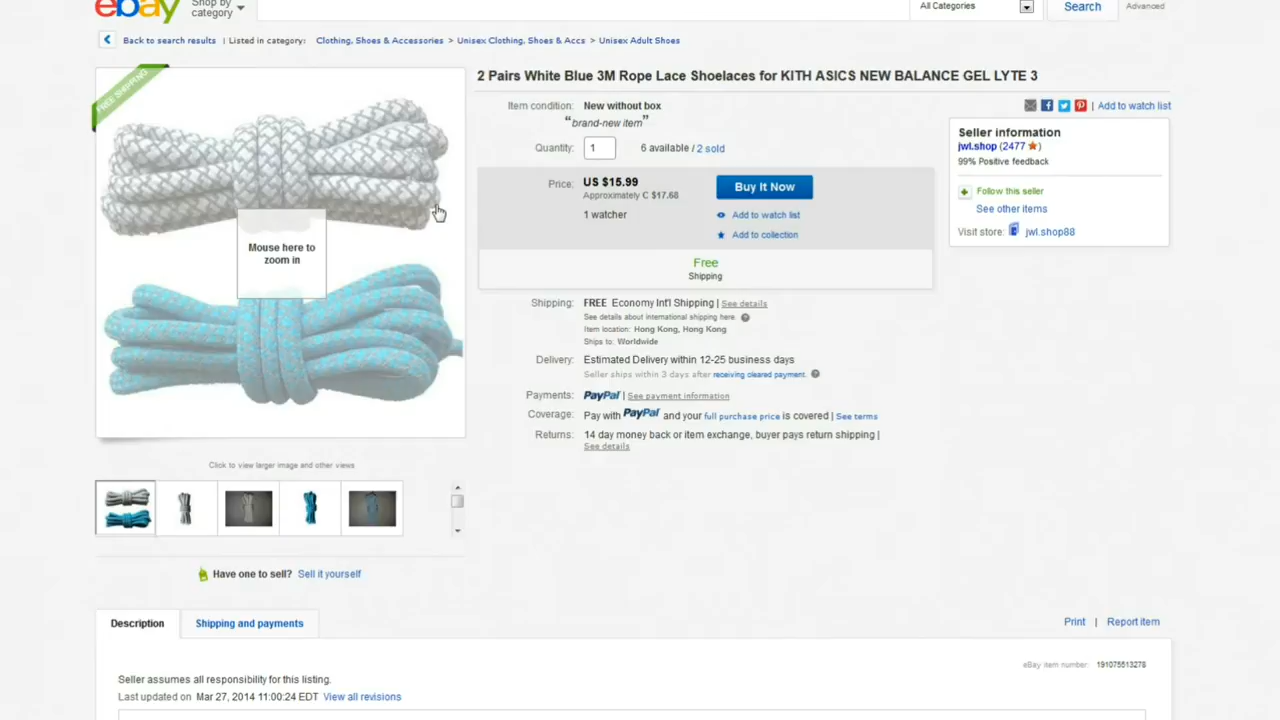 ebay
Shop by
category
All Categories
Search
Advanced
Back to search results | Listed in category: Clothing, Shoes & Accessories > Unisex Clothing, Shoes & Accs > Unisex Adult Shoes
FREE SHIPPING
2 Pairs White Blue 3M Rope Lace Shoelaces for KITH ASICS NEW BALANCE GEL LYTE 3
Item condition: New without box
“brand-new item”
Quantity: 1 6 available / 2 sold
Price: US $15.99
Approximately C $17.68
Buy It Now
1 watcher
Add to watch list
Add to collection
Free
Shipping
Mouse here to
zoom in
Shipping: FREE Economy Int'l Shipping | See details
See details about international shipping here.
Item location: Hong Kong, Hong Kong
Ships to: Worldwide
Delivery: Estimated Delivery within 12-25 business days
Seller ships within 3 days after receiving cleared payment.
Payments: PayPal | See payment information
Coverage: Pay with PayPal and your full purchase price is covered | See terms
Returns: 14 day money back or item exchange, buyer pays return shipping |
See details
| Add to watch list
Seller information
jwl.shop (2477)
99% Positive feedback
Follow this seller
See other items
Visit store: jwl.shop88
Click to view larger image and other views
Have one to sell? Sell it yourself
Description
Shipping and payments
Print | Report item
eBay item number: 191075513278
Seller assumes all responsibility for this listing.
Last updated on Mar 27, 2014 11:00:24 EDT View all revisions